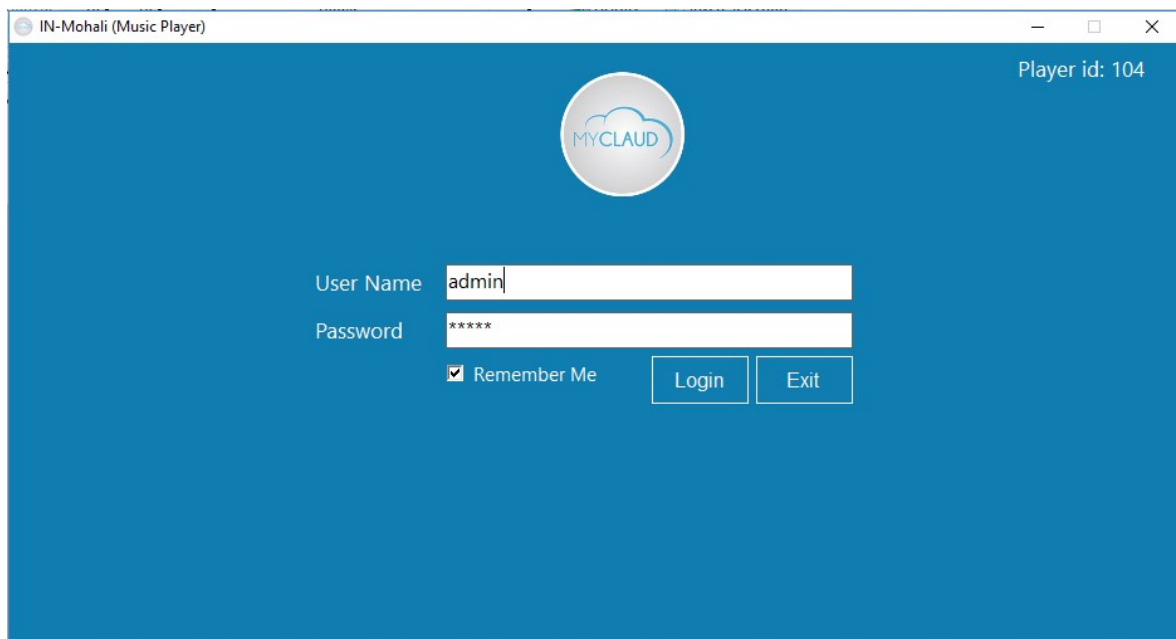 IN-Mohali (Music Player)
Player id: 104
MYCLAUD
User Name admin
Password *****
Remember Me Login Exit